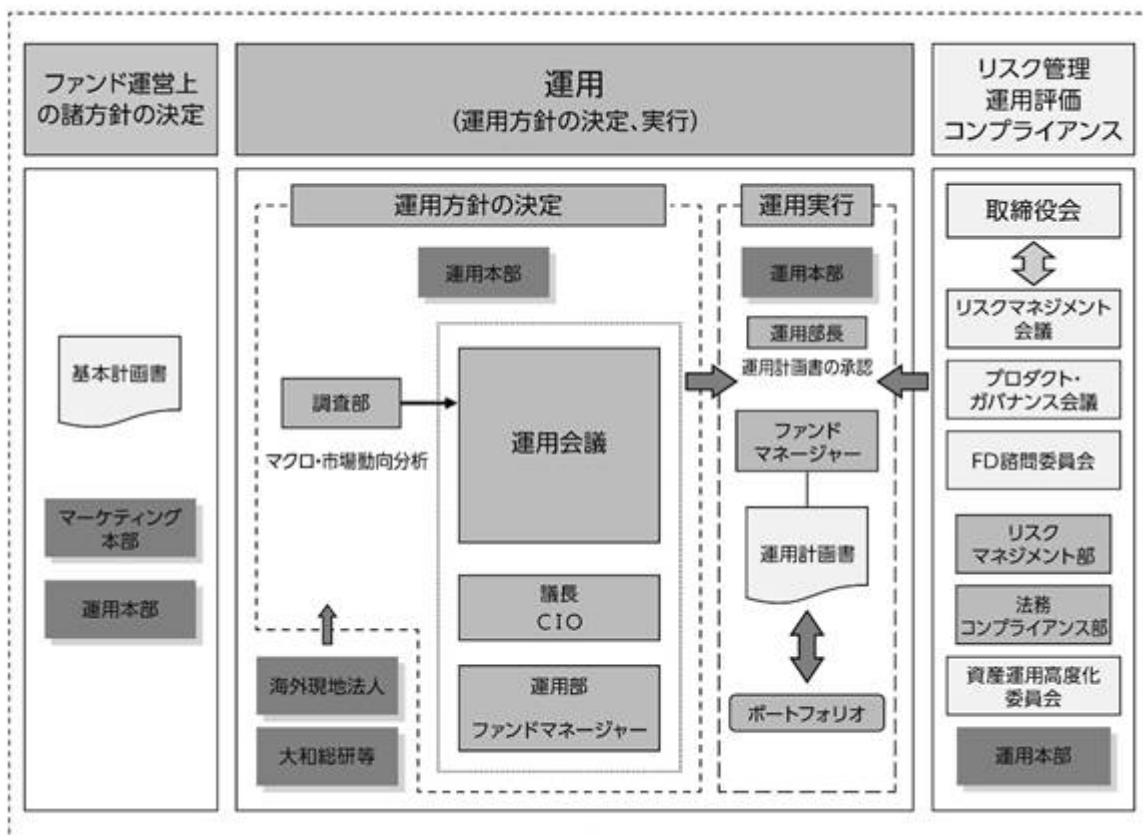 ファンド運営上
の諸方針の決定
運用
(運用方針の決定、実行)
リスク管理
運用評価
コンプライアンス
基本計画書
マーケティング
本部
運用本部
運用方針の決定
運用本部
調査部
マクロ・市場動向分析
運用会議
議長
CIO
運用部
ファンドマネージャー
海外現地法人
大和総研等
運用実行
運用本部
運用部長
運用計画書の承認
ファンド
マネージャー
運用計画書
ポートフォリオ
取締役会
リスクマネジメント
会議
プロダクト・
ガバナンス会議
FD諮問委員会
リスク
マネジメント部
法務
コンプライアンス部
資産運用高度化
委員会
運用本部